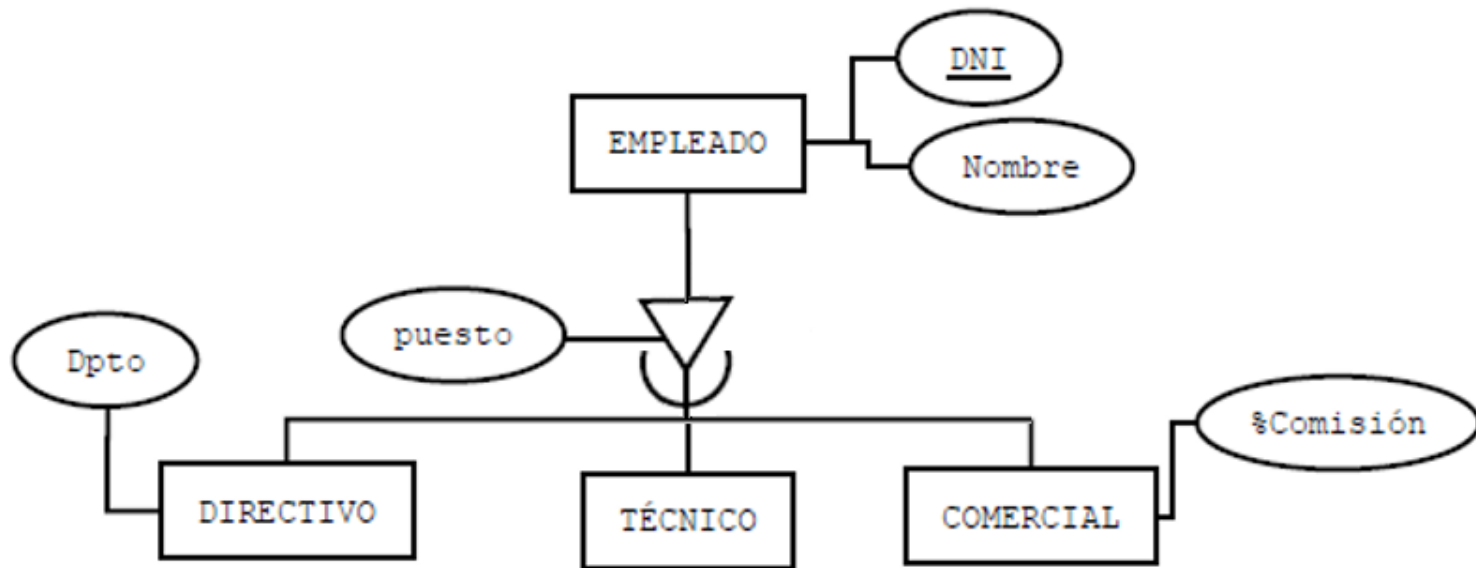 DNI
EMPLEADO
Nombre
puesto
Dpto
%Comisión
DIRECTIVO
TÉCNICO
COMERCIAL